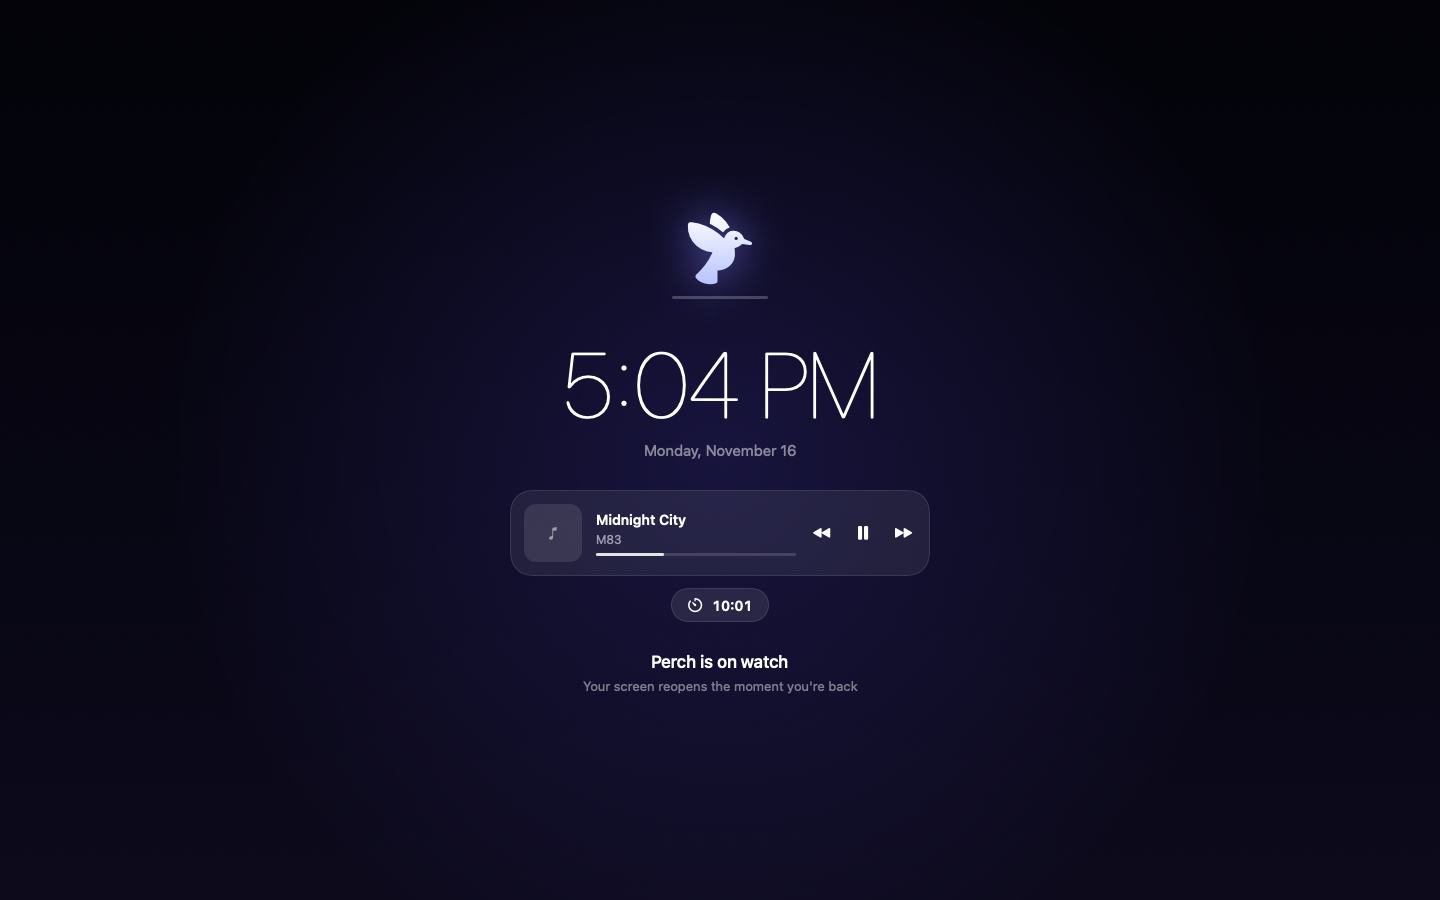 5:04 PM
Monday, November 16
Midnight City
M83
10:01
Perch is on watch
Your screen reopens the moment you're back